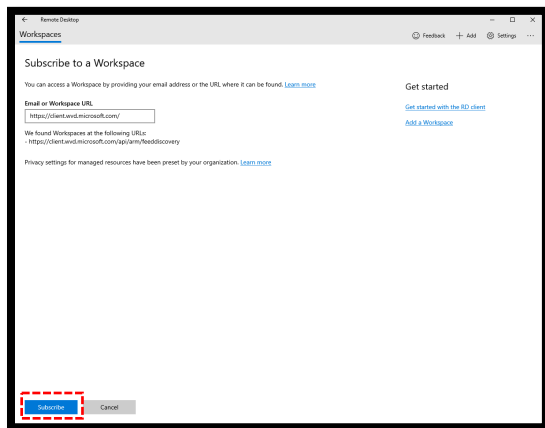 Remote Desktop
Workspaces
Feedback
Add
Settings
Subscribe to a Workspace
You can access a Workspace by providing your email address or the URL where it can be found. Learn more
Email or Workspace URL
https://client.wvd.microsoft.com/
We found Workspaces at the following URLs:
- https://client.wvd.microsoft.com/api/arm/feeddiscovery
Privacy settings for managed resources have been preset by your organization. Learn more
Get started
Get started with the RD client
Add a Workspace
Subscribe
Cancel